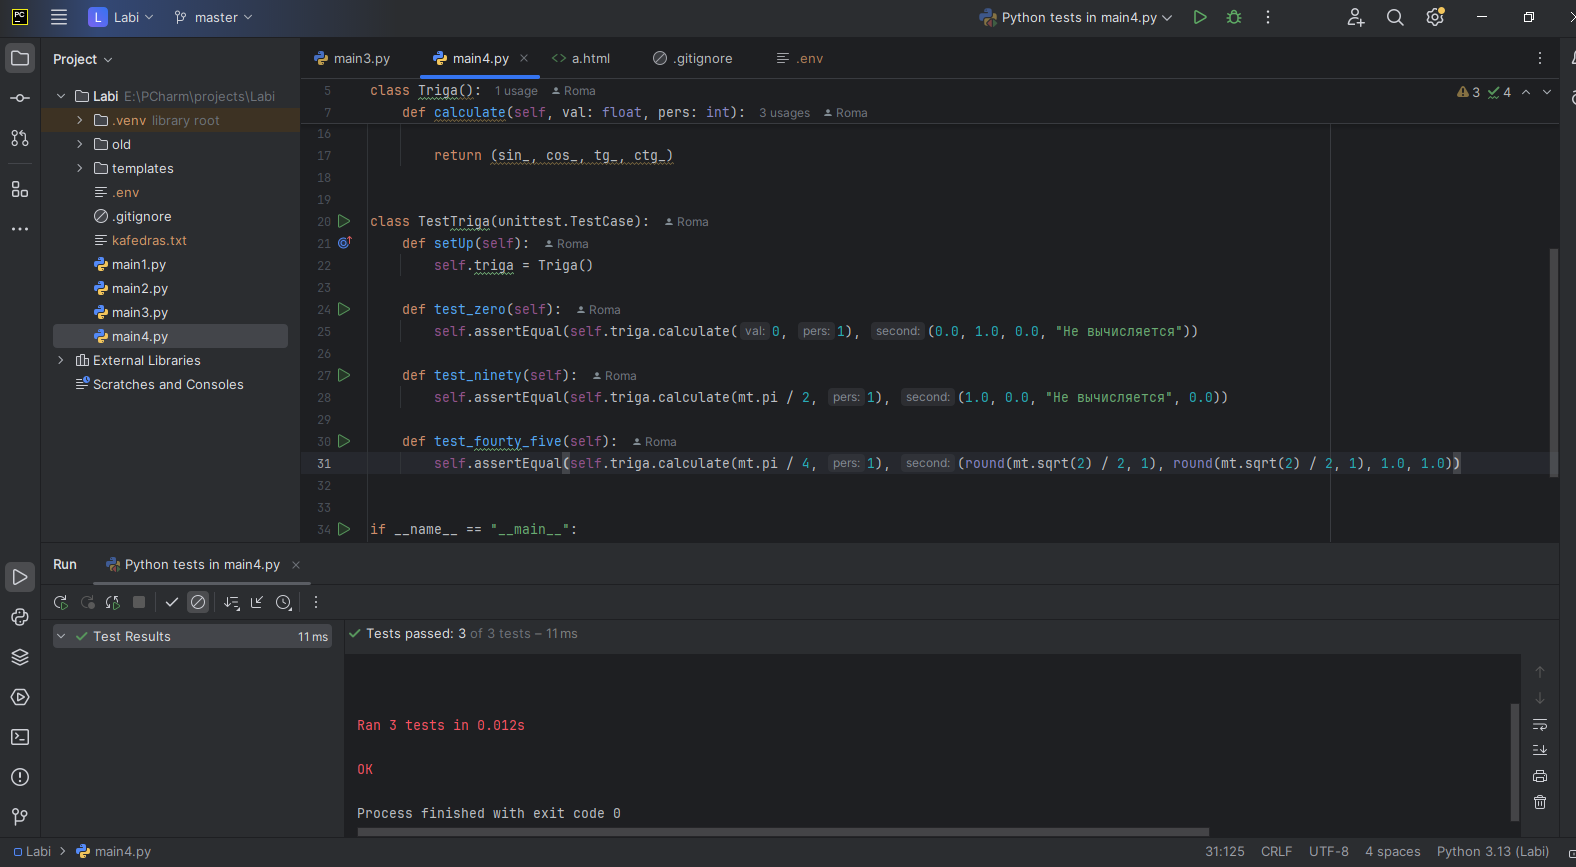 PC
L Labi master Python tests in main4.py
Project
main3.py main4.py a.html .gitignore .env
Labi E:\PCharm\projects\Labi
.venv library root
old
templates
.env
.gitignore
kafedras.txt
main1.py
main2.py
main3.py
main4.py
External Libraries
Scratches and Consoles
5 class Triga(): 1 usage Roma
3 4
7 def calculate(self, val: float, pers: int): 3 usages Roma
16
17 return (sin_, cos_, tg_, ctg_)
18
19
20 class TestTriga(unittest.TestCase): Roma
21 def setUp(self): Roma
22 self.triga = Triga()
23
24 def test_zero(self): Roma
25 self.assertEqual(self.triga.calculate( val: 0, pers: 1), second: (0.0, 1.0, 0.0, "Не вычисляется"))
26
27 def test_ninety(self): Roma
28 self.assertEqual(self.triga.calculate(mt.pi / 2, pers: 1), second: (1.0, 0.0, "Не вычисляется", 0.0))
29
30 def test_fourty_five(self): Roma
31 self.assertEqual(self.triga.calculate(mt.pi / 4, pers: 1), second: (round(mt.sqrt(2) / 2, 1), round(mt.sqrt(2) / 2, 1), 1.0, 1.0))
32
33
34 if __name__ == "__main__":
Run Python tests in main4.py
Test Results 11 ms
Tests passed: 3 of 3 tests – 11 ms
Ran 3 tests in 0.012s
OK
Process finished with exit code 0
Labi main4.py 31:125 CRLF UTF-8 4 spaces Python 3.13 (Labi)